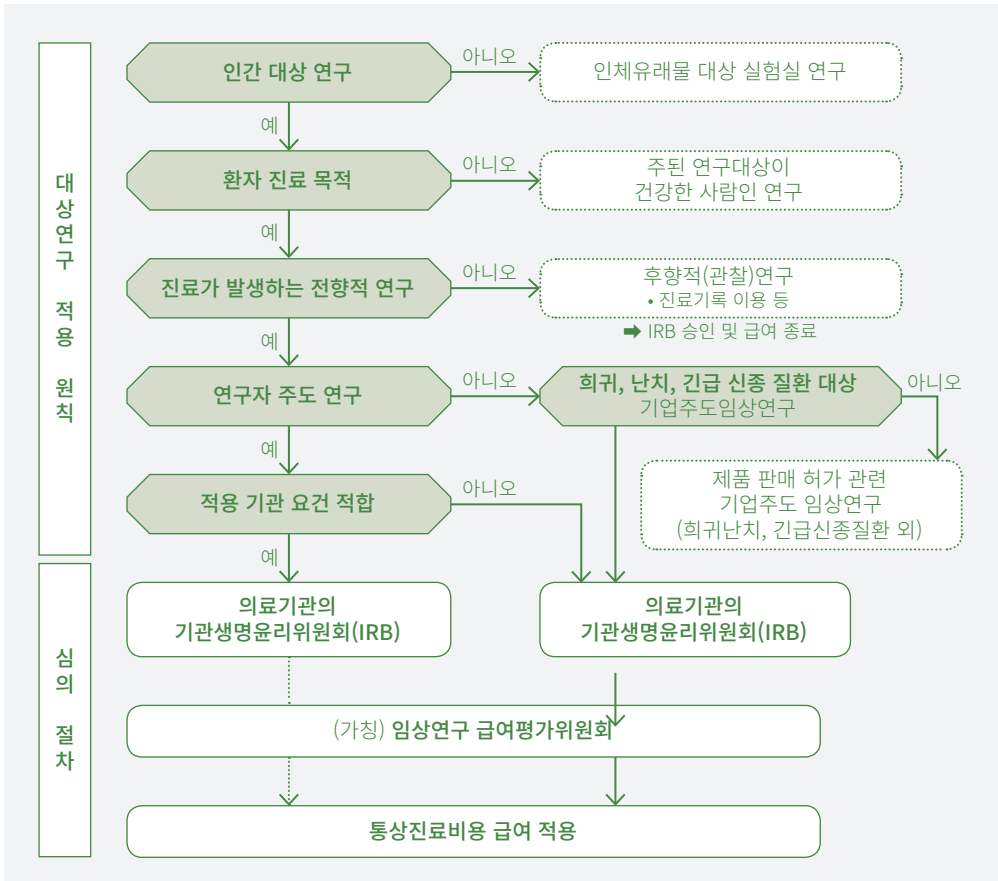 대상연구 적용 원칙
인간 대상 연구
아니오
인체유래물 대상 실험실 연구
예
환자 진료 목적
아니오
주된 연구대상이
건강한 사람인 연구
예
진료가 발생하는 전향적 연구
아니오
후향적(관찰)연구
• 진료기록 이용 등
➡ IRB 승인 및 급여 종료
예
연구자 주도 연구
아니오
희귀, 난치, 긴급 신종 질환 대상
기업주도임상연구
아니오
제품 판매 허가 관련
기업주도 임상연구
(희귀난치, 긴급신종질환 외)
예
적용 기관 요건 적합
아니오
예
심의 절차
의료기관의
기관생명윤리위원회(IRB)
의료기관의
기관생명윤리위원회(IRB)
(가칭) 임상연구 급여평가위원회
통상진료비용 급여 적용